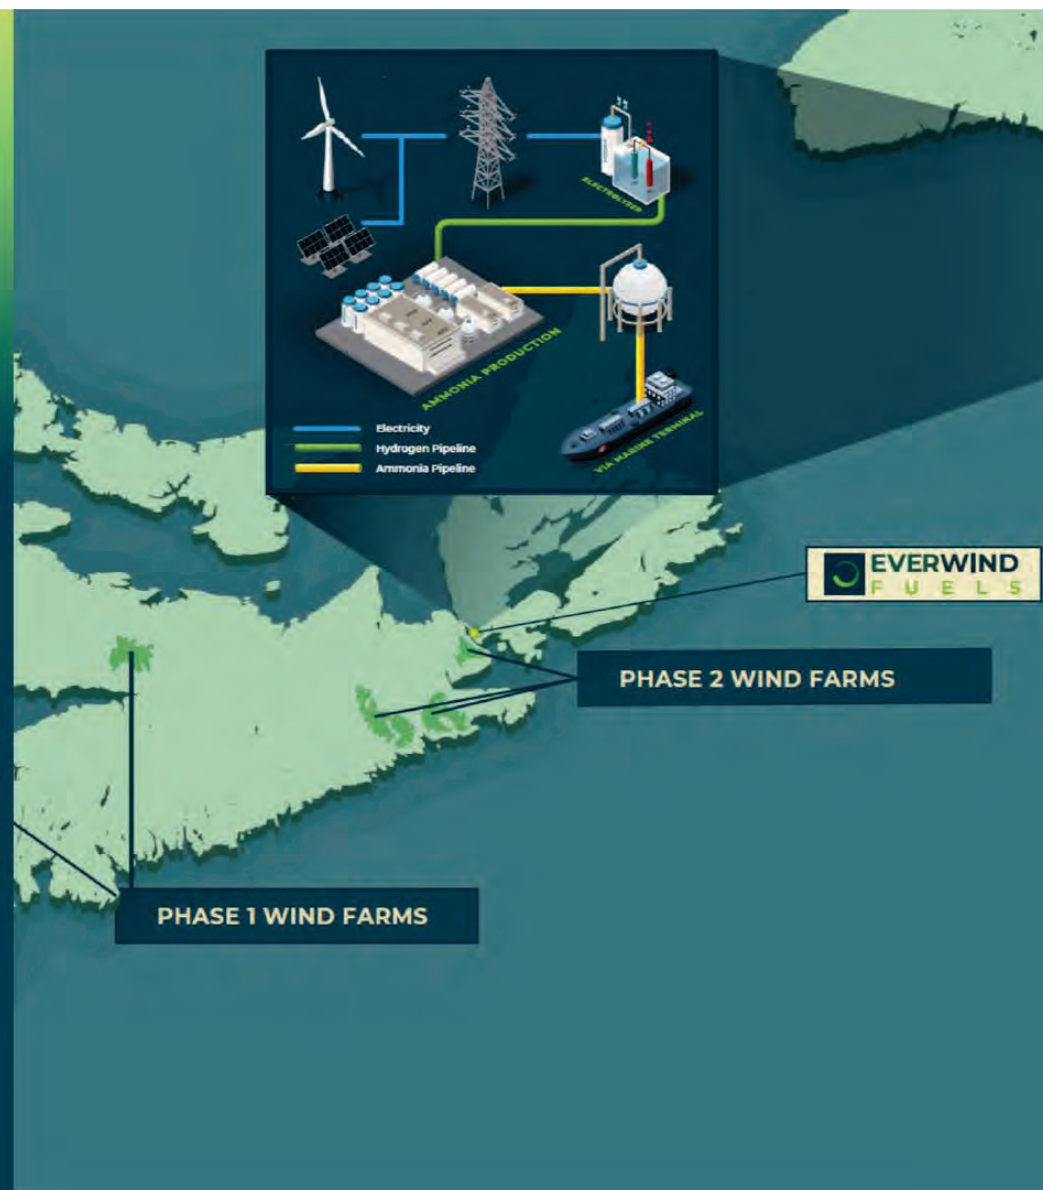 ELECTROLYZER
AMMONIA PRODUCTION
VIA MARINE TERMINAL
Electricity
Hydrogen Pipeline
Ammonia Pipeline
EVERWIND
FUELS
PHASE 2 WIND FARMS
PHASE 1 WIND FARMS